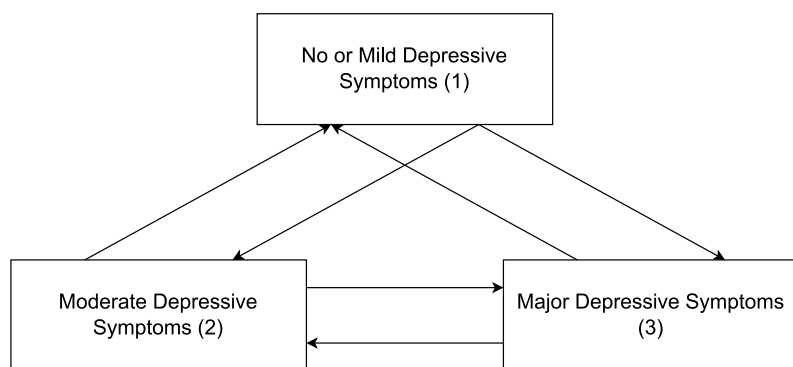 No or Mild Depressive
Symptoms (1)
Moderate Depressive
Symptoms (2)
Major Depressive Symptoms
(3)